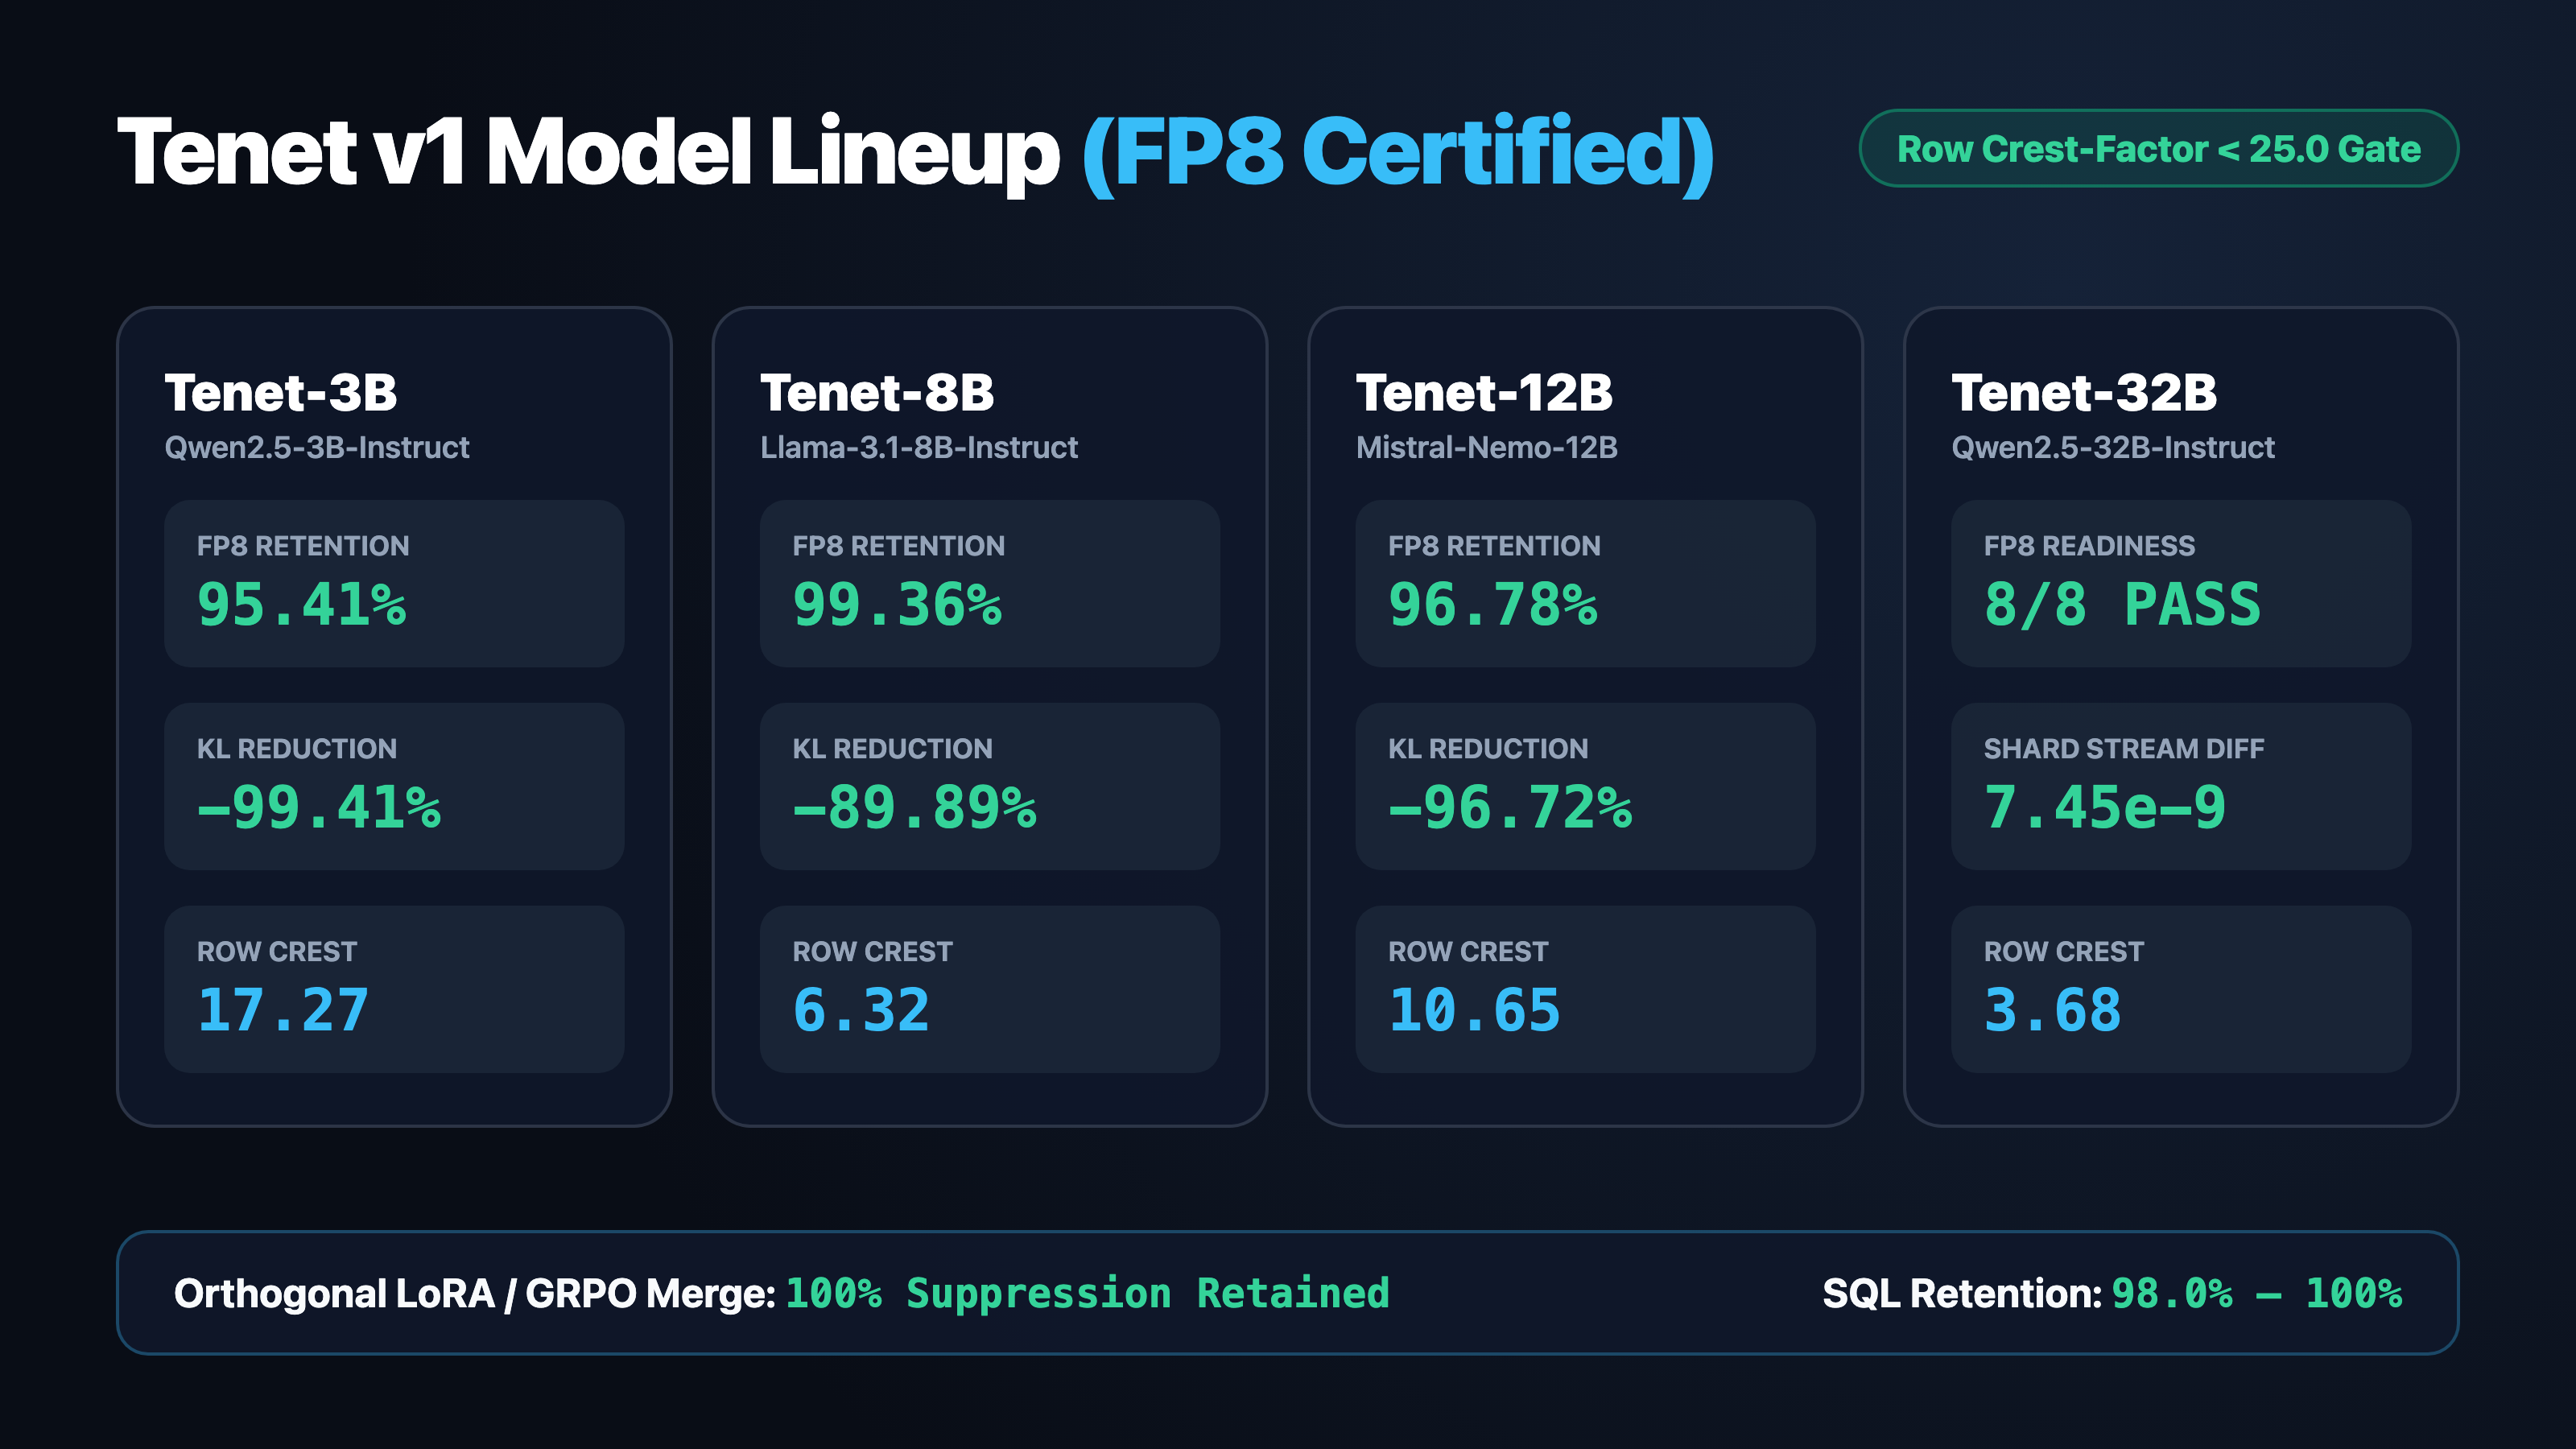 Tenet v1 Model Lineup (FP8 Certified)
Row Crest-Factor < 25.0 Gate
Tenet-3B
Qwen2.5-3B-Instruct
FP8 RETENTION
95.41%
KL REDUCTION
−99.41%
ROW CREST
17.27
Tenet-8B
Llama-3.1-8B-Instruct
FP8 RETENTION
99.36%
KL REDUCTION
−89.89%
ROW CREST
6.32
Tenet-12B
Mistral-Nemo-12B
FP8 RETENTION
96.78%
KL REDUCTION
−96.72%
ROW CREST
10.65
Tenet-32B
Qwen2.5-32B-Instruct
FP8 READINESS
8/8 PASS
SHARD STREAM DIFF
7.45e−9
ROW CREST
3.68
Orthogonal LoRA / GRPO Merge: 100% Suppression Retained
SQL Retention: 98.0% – 100%